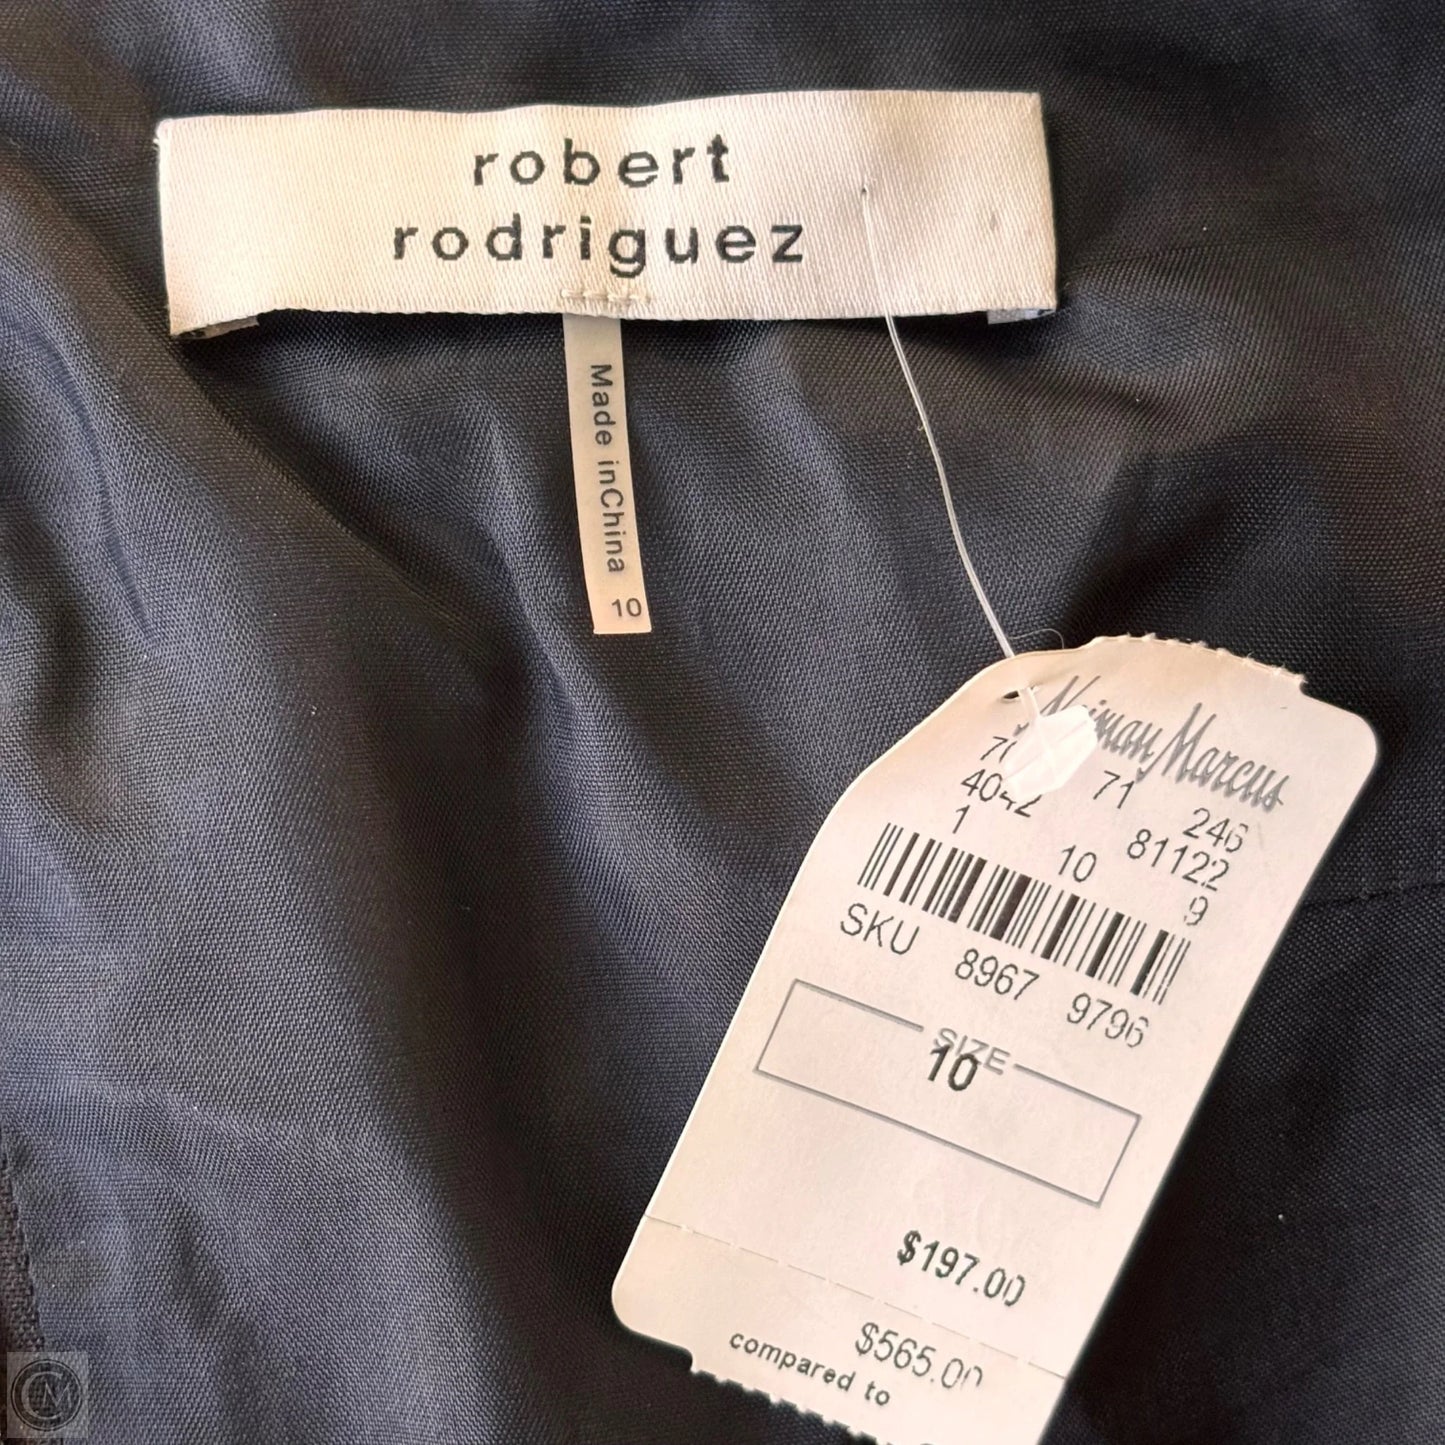 robert
rodriguez
Made inChina
10
Neiman Marcus
71 246
4042 81122
1 10 9
SKU 8967 9796
SIZE
10
$197.00
$565.00
compared to
CM